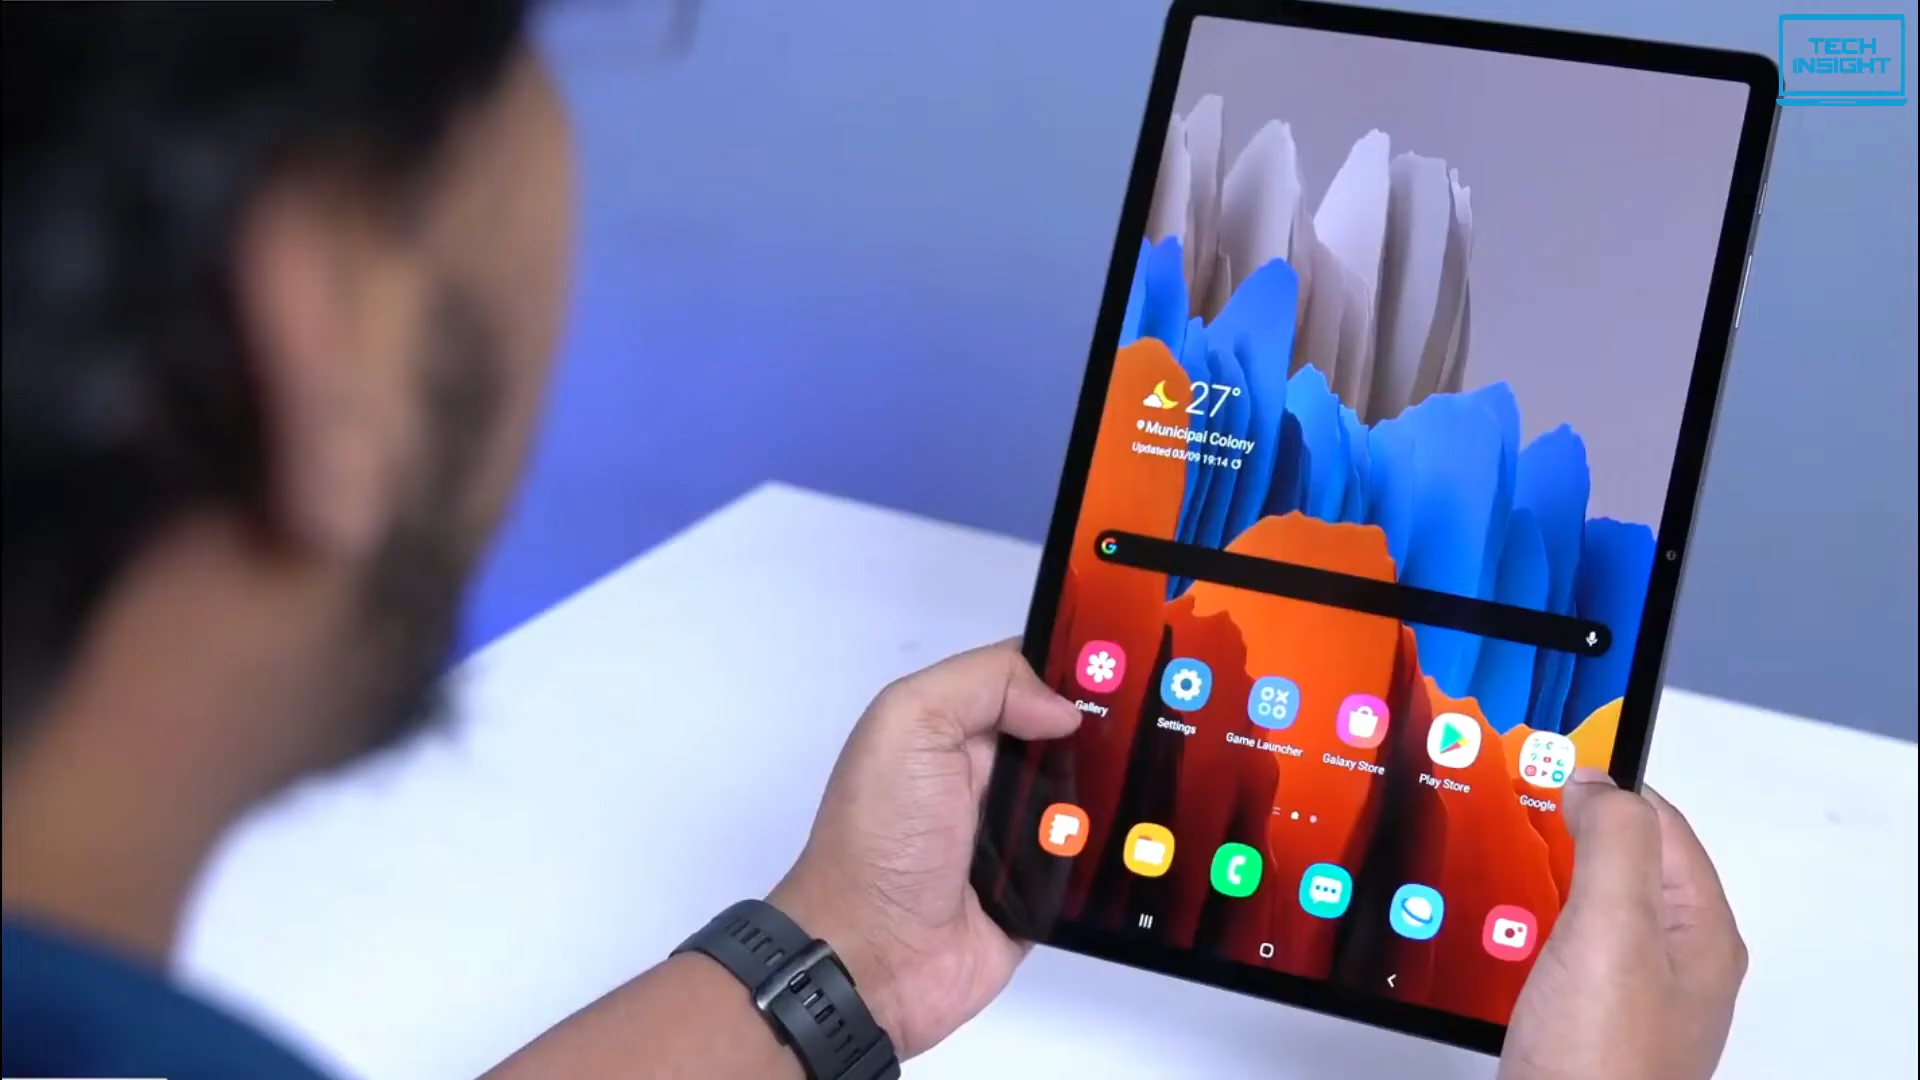 TECH
INSIGHT
27°
Municipal Colony
Updated 03/09 19:14
Gallery
Settings
Game Launcher
Galaxy Store
Play Store
Google